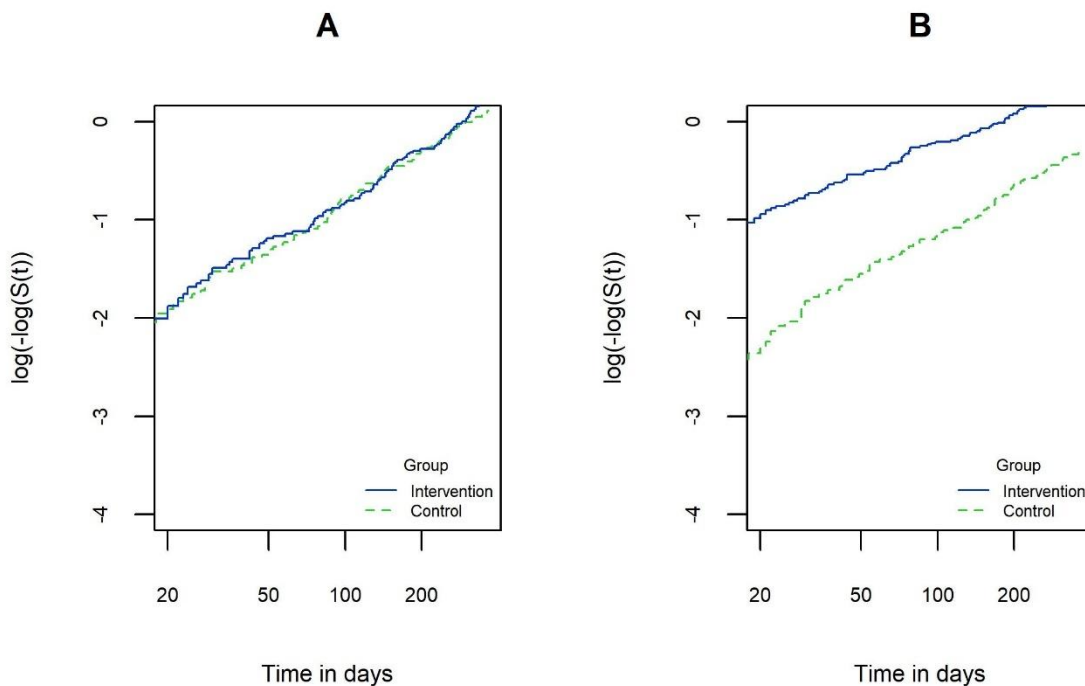 A
log(-log(S(t))
0
-1
-2
-3
-4
Group
Intervention
Control
20 50 100 200
Time in days
B
log(-log(S(t))
0
-1
-2
-3
-4
Group
Intervention
Control
20 50 100 200
Time in days